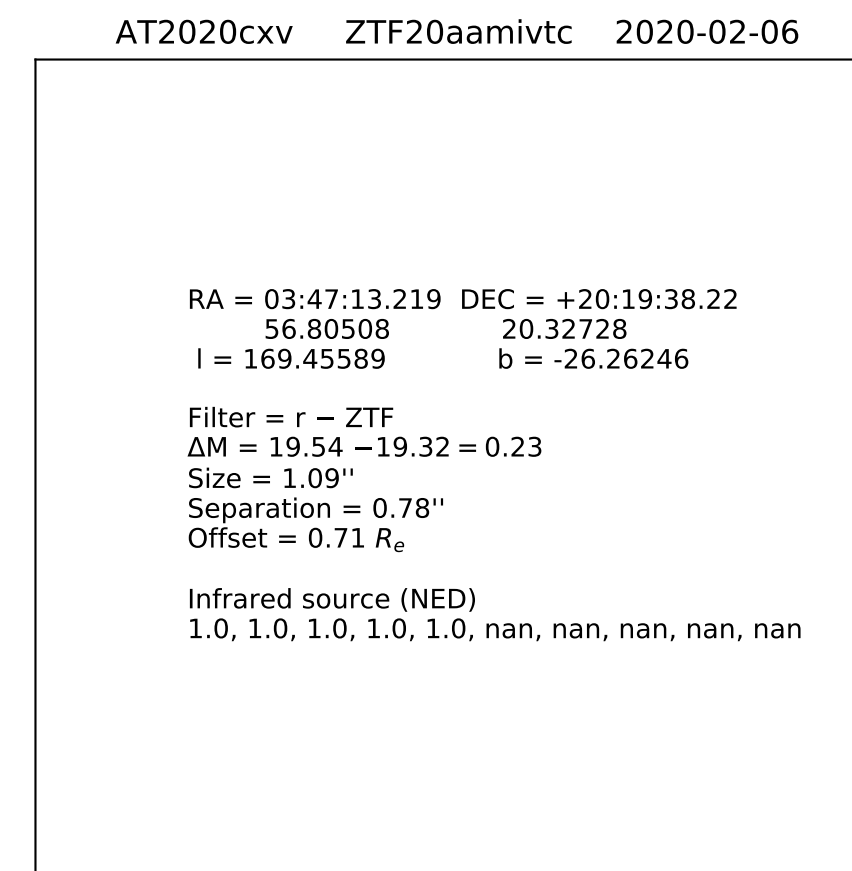 AT2020cxv ZTF20aamivtc 2020-02-06
RA = 03:47:13.219 DEC = +20:19:38.22
56.80508 20.32728
l = 169.45589 b = -26.26246
Filter = r − ZTF
ΔM = 19.54 −19.32 = 0.23
Size = 1.09''
Separation = 0.78''
Offset = 0.71 Rₑ
Infrared source (NED)
1.0, 1.0, 1.0, 1.0, 1.0, nan, nan, nan, nan, nan